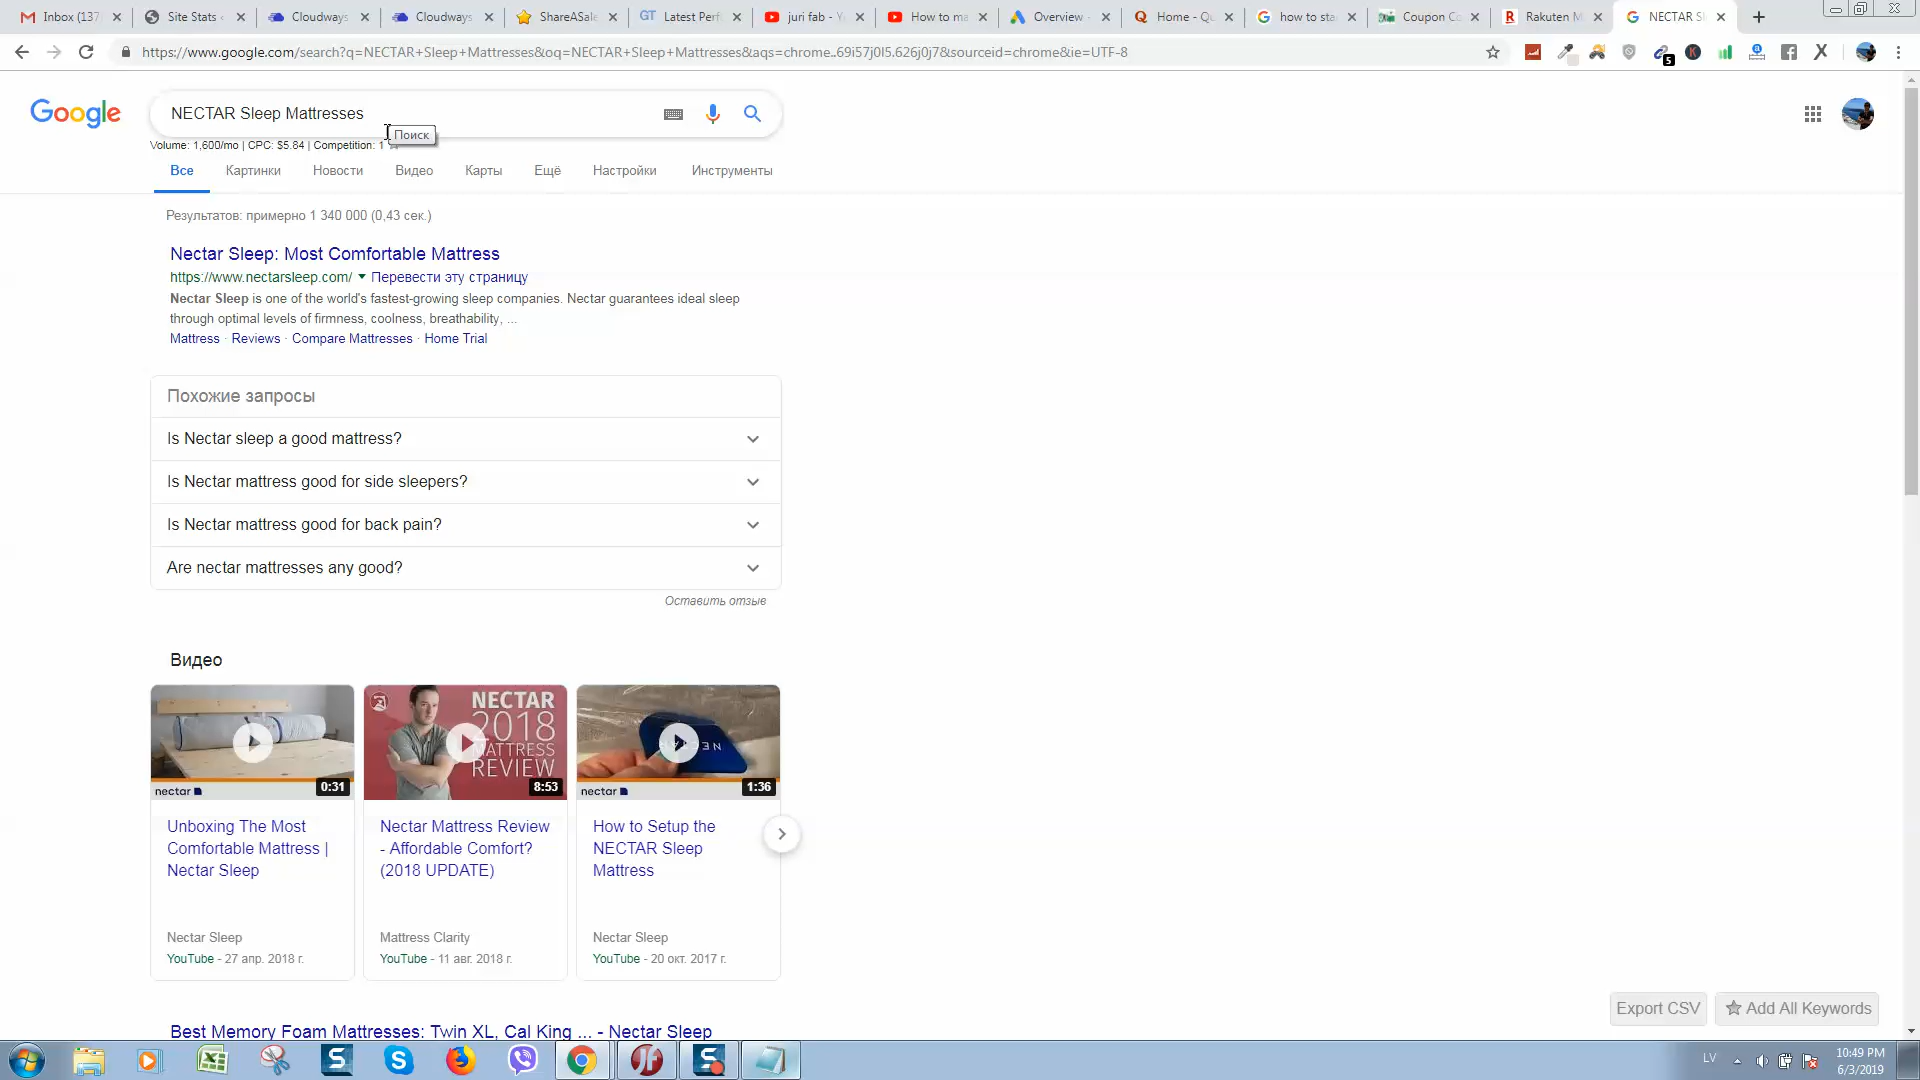 Inbox (137
Site Stats ‹
Cloudways
Cloudways
ShareASale
GT
Latest Perf
juri fab - Y
How to ma
Overview -
Home - Qu
how to sta
Coupon Co
Rakuten M
NECTAR Sl
https://www.google.com/search?q=NECTAR+Sleep+Mattresses&oq=NECTAR+Sleep+Mattresses&aqs=chrome..69i57j0l5.626j0j7&sourceid=chrome&ie=UTF-8
5
Google
NECTAR Sleep Mattresses
Поиск
Volume: 1,600/mo | CPC: $5.84 | Competition: 1
Все
Картинки
Новости
Видео
Карты
Ещё
Настройки
Инструменты
Результатов: примерно 1 340 000 (0,43 сек.)
Nectar Sleep: Most Comfortable Mattress
https://www.nectarsleep.com/ Перевести эту страницу
Nectar Sleep is one of the world's fastest-growing sleep companies. Nectar guarantees ideal sleep
through optimal levels of firmness, coolness, breathability, ...
Mattress · Reviews · Compare Mattresses · Home Trial
Похожие запросы
Is Nectar sleep a good mattress?
Is Nectar mattress good for side sleepers?
Is Nectar mattress good for back pain?
Are nectar mattresses any good?
Оставить отзыв
Видео
nectar
0:31
NECTAR
2018
MATTRESS
REVIEW
8:53
nectar
1:36
Unboxing The Most
Comfortable Mattress |
Nectar Sleep
Nectar Sleep
YouTube - 27 апр. 2018 г.
Nectar Mattress Review
- Affordable Comfort?
(2018 UPDATE)
Mattress Clarity
YouTube - 11 авг. 2018 г.
How to Setup the
NECTAR Sleep
Mattress
Nectar Sleep
YouTube - 20 окт. 2017 г.
Export CSV
Add All Keywords
Best Memory Foam Mattresses: Twin XL, Cal King ... - Nectar Sleep
LV
10:49 PM
6/3/2019